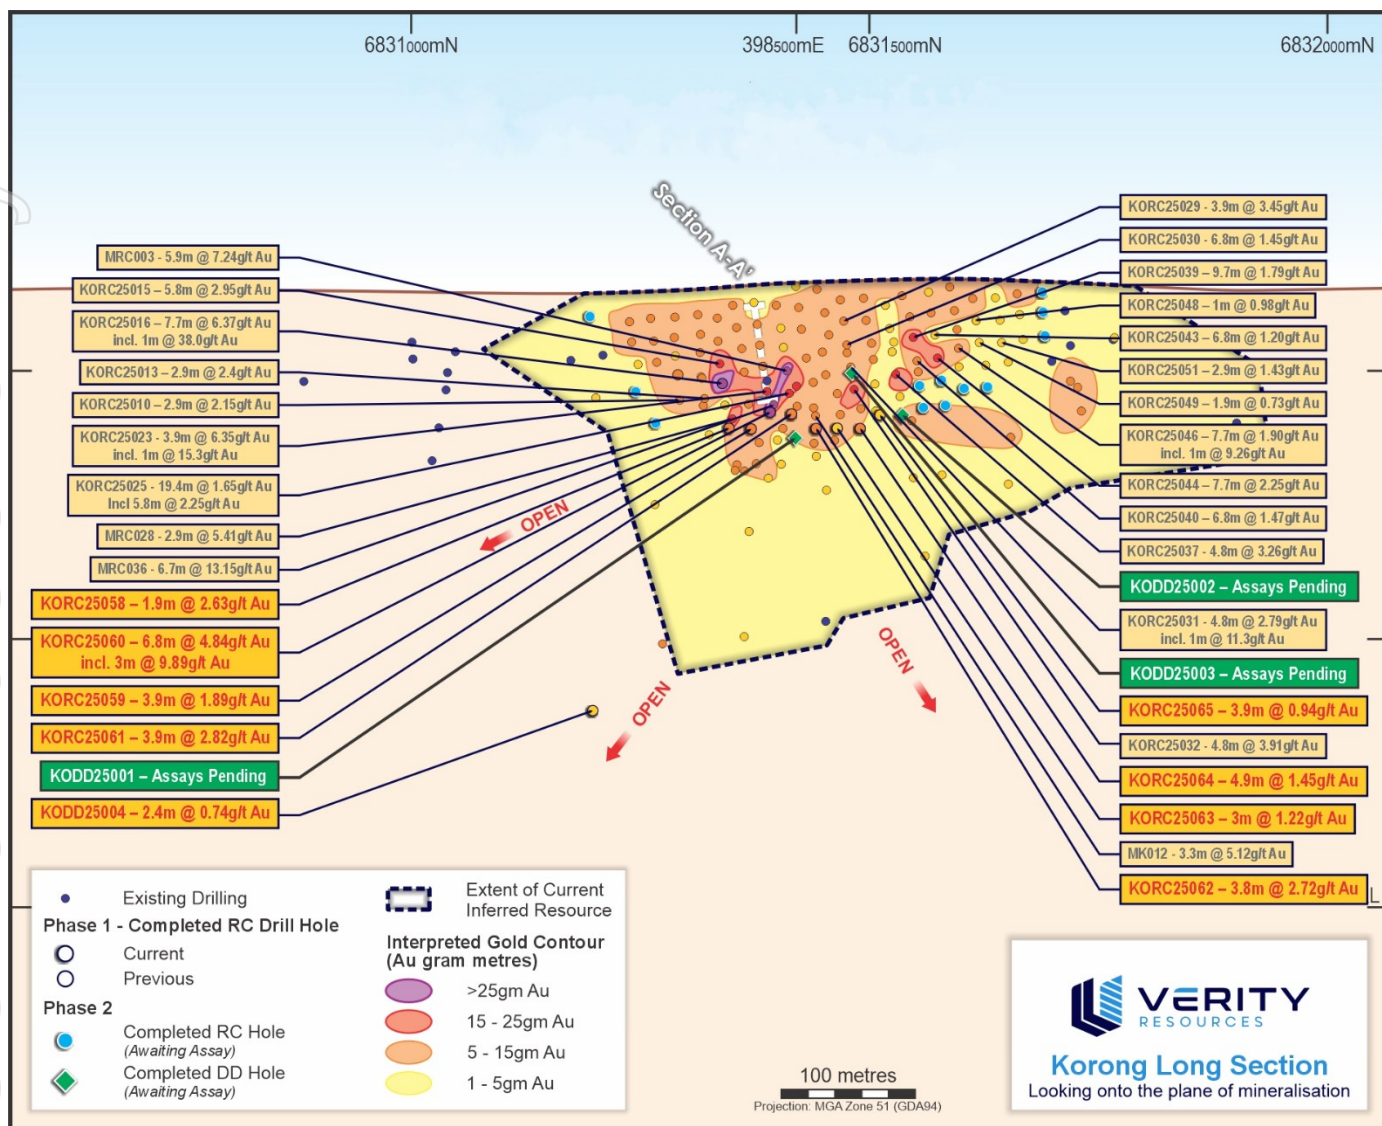 6831000mN
398500mE
6831500mN
6832000mN
Section A-A'
MRC003 - 5.9m @ 7.24g/t Au
KORC25015 – 5.8m @ 2.95g/t Au
KORC25016 – 7.7m @ 6.37g/t Au
incl. 1m @ 38.0g/t Au
KORC25013 – 2.9m @ 2.4g/t Au
KORC25010 – 2.9m @ 2.15g/t Au
KORC25023 - 3.9m @ 6.35g/t Au
incl. 1m @ 15.3g/t Au
KORC25025 - 19.4m @ 1.65g/t Au
Incl 5.8m @ 2.25g/t Au
MRC028 – 2.9m @ 5.41g/t Au
MRC036 - 6.7m @ 13.15g/t Au
KORC25058 – 1.9m @ 2.63g/t Au
KORC25060 – 6.8m @ 4.84g/t Au
incl. 3m @ 9.89g/t Au
KORC25059 – 3.9m @ 1.89g/t Au
KORC25061 – 3.9m @ 2.82g/t Au
KODD25001 – Assays Pending
KODD25004 – 2.4m @ 0.74g/t Au
KORC25029 - 3.9m @ 3.45g/t Au
KORC25030 - 6.8m @ 1.45g/t Au
KORC25039 - 9.7m @ 1.79g/t Au
KORC25048 – 1m @ 0.98g/t Au
KORC25043 - 6.8m @ 1.20g/t Au
KORC25051 – 2.9m @ 1.43g/t Au
KORC25049 – 1.9m @ 0.73g/t Au
KORC25046 - 7.7m @ 1.90g/t Au
incl. 1m @ 9.26g/t Au
KORC25044 – 7.7m @ 2.25g/t Au
KORC25040 – 6.8m @ 1.47g/t Au
KORC25037 - 4.8m @ 3.26g/t Au
KODD25002 – Assays Pending
KORC25031 - 4.8m @ 2.79g/t Au
incl. 1m @ 11.3g/t Au
KODD25003 – Assays Pending
KORC25065 – 3.9m @ 0.94g/t Au
KORC25032 - 4.8m @ 3.91g/t Au
KORC25064 – 4.9m @ 1.45g/t Au
KORC25063 – 3m @ 1.22g/t Au
MK012 - 3.3m @ 5.12g/t Au
KORC25062 – 3.8m @ 2.72g/t Au
OPEN
OPEN
OPEN
L
Existing Drilling
Phase 1 - Completed RC Drill Hole
Current
Previous
Phase 2
Completed RC Hole
(Awaiting Assay)
Completed DD Hole
(Awaiting Assay)
Extent of Current
Inferred Resource
Interpreted Gold Contour
(Au gram metres)
>25gm Au
15 - 25gm Au
5 - 15gm Au
1 - 5gm Au
100 metres
Projection: MGA Zone 51 (GDA94)
VERITY
RESOURCES
Korong Long Section
Looking onto the plane of mineralisation